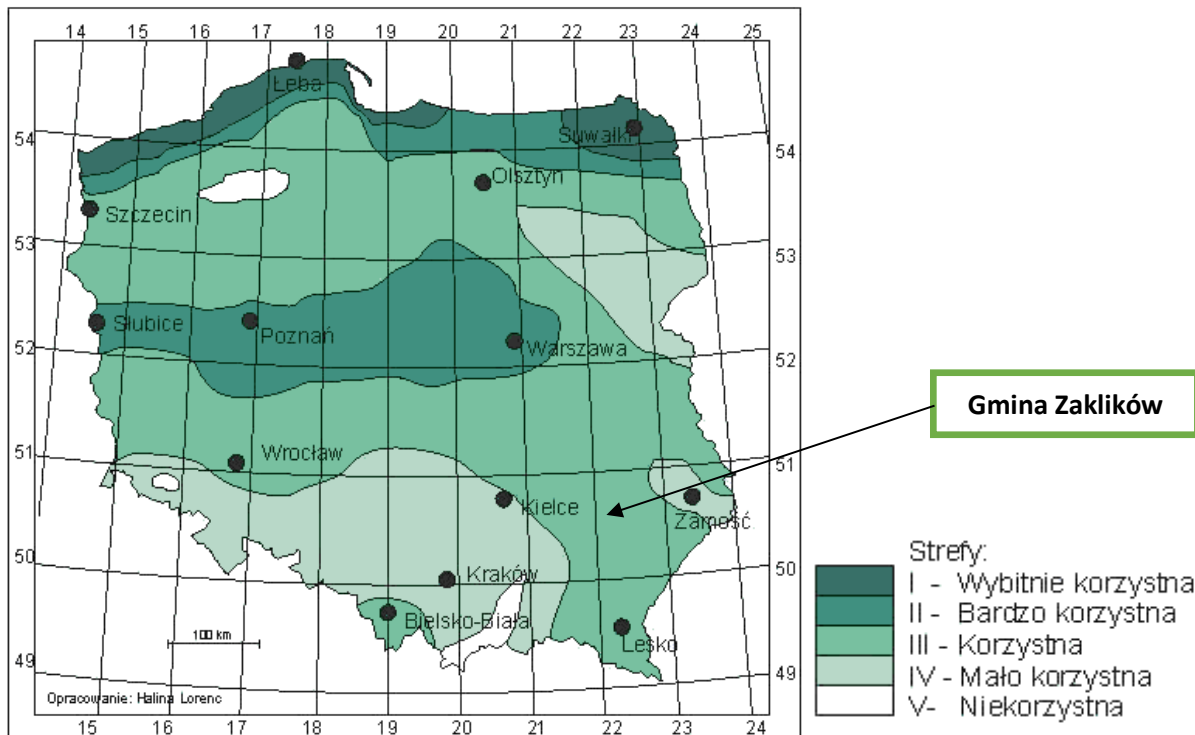 14 15 16 17 18 19 20 21 22 23 24 25
Łeba
54
Suwałki
54
Olsztyn
Szczecin
53
53
Słubice
Poznań
Warszawa
52
52
Gmina Zaklików
51
Wrocław
51
Kielce
Zamość
50
Kraków
50
Bielsko-Biała
Lesko
100 km
49
49
Opracowanie: Halina Lorenc
15 16 17 18 19 20 21 22 23 24
Strefy:
I - Wybitnie korzystna
II - Bardzo korzystna
III - Korzystna
IV - Mało korzystna
V- Niekorzystna